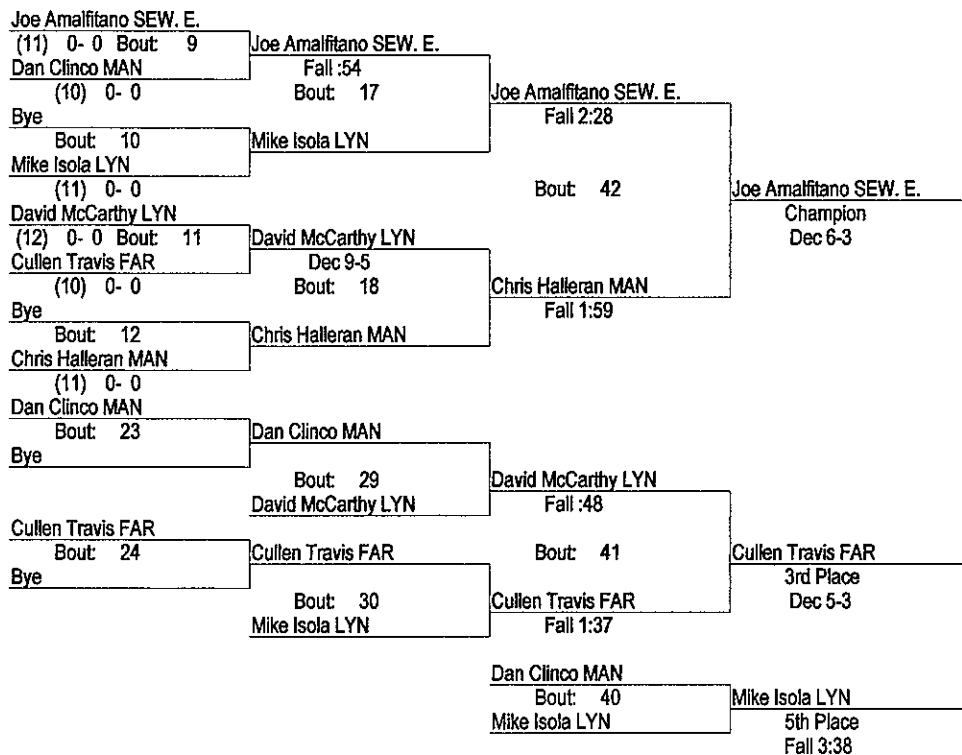 Joe Amalfitano SEW. E.
(11) 0- 0 Bout: 9
Joe Amalfitano SEW. E.
Dan Clinco MAN
Fall :54
(10) 0- 0
Bout: 17
Joe Amalfitano SEW. E.
Bye
Fall 2:28
Bout: 10
Mike Isola LYN
Mike Isola LYN
(11) 0- 0
Bout: 42
Joe Amalfitano SEW. E.
David McCarthy LYN
Champion
(12) 0- 0 Bout: 11
David McCarthy LYN
Dec 6-3
Cullen Travis FAR
Dec 9-5
(10) 0- 0
Bout: 18
Chris Halleran MAN
Bye
Fall 1:59
Bout: 12
Chris Halleran MAN
Chris Halleran MAN
(11) 0- 0
Dan Clinco MAN
Bout: 23
Dan Clinco MAN
Bye
Bout: 29
David McCarthy LYN
David McCarthy LYN
Fall :48
Cullen Travis FAR
Bout: 24
Cullen Travis FAR
Bout: 41
Cullen Travis FAR
Bye
3rd Place
Bout: 30
Cullen Travis FAR
Dec 5-3
Mike Isola LYN
Fall 1:37
Dan Clinco MAN
Bout: 40
Mike Isola LYN
Mike Isola LYN
5th Place
Fall 3:38